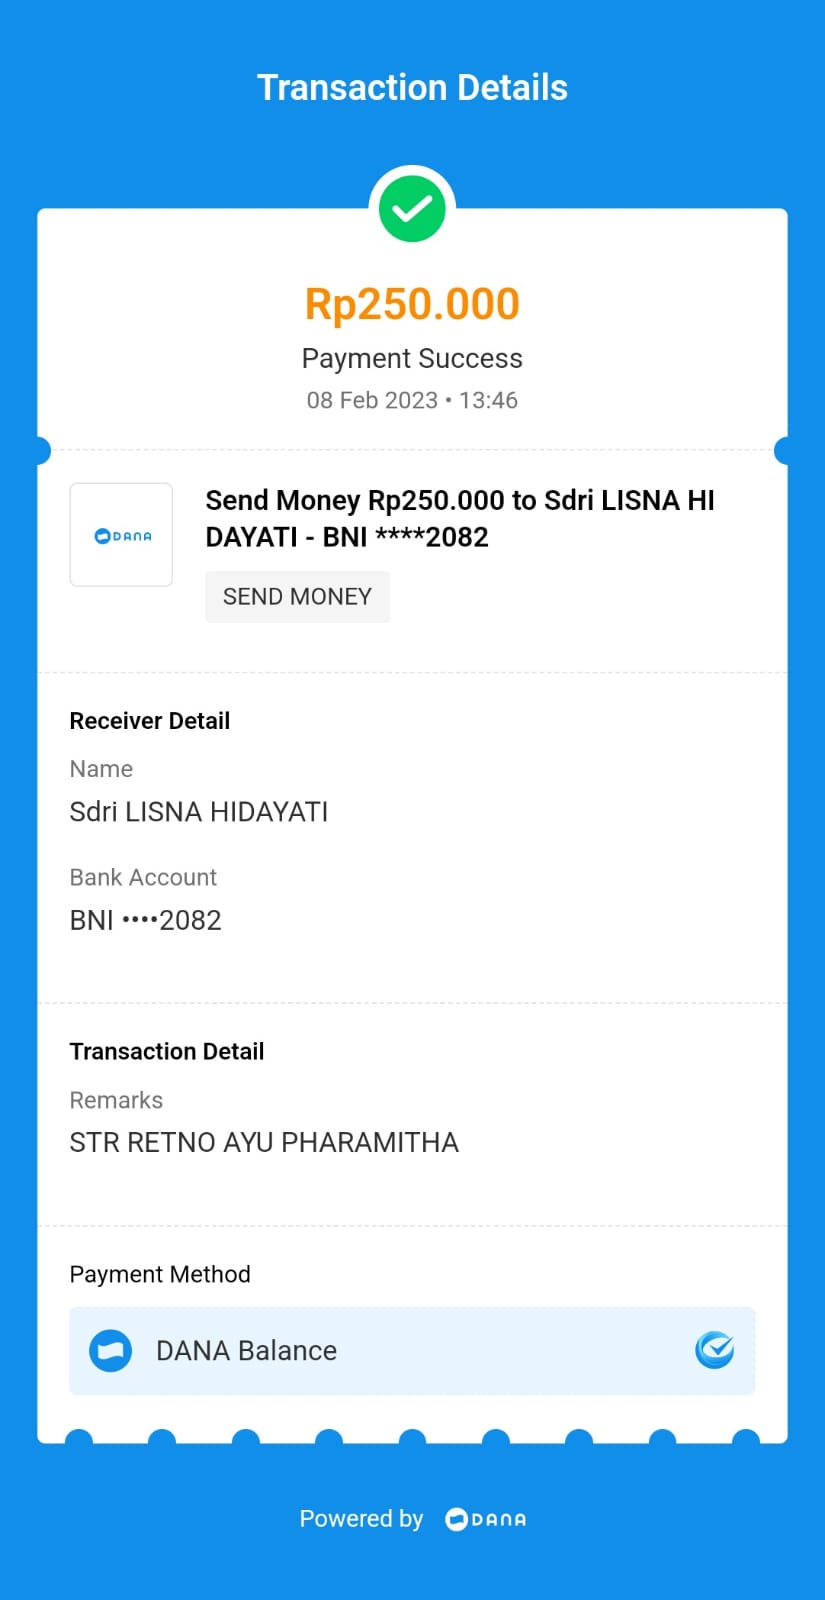 Transaction Details
Rp250.000
Payment Success
08 Feb 2023 • 13:46
DANA
Send Money Rp250.000 to Sdri LISNA HI
DAYATI - BNI ****2082
SEND MONEY
Receiver Detail
Name
Sdri LISNA HIDAYATI
Bank Account
BNI ••••2082
Transaction Detail
Remarks
STR RETNO AYU PHARAMITHA
Payment Method
DANA Balance
Powered by DANA